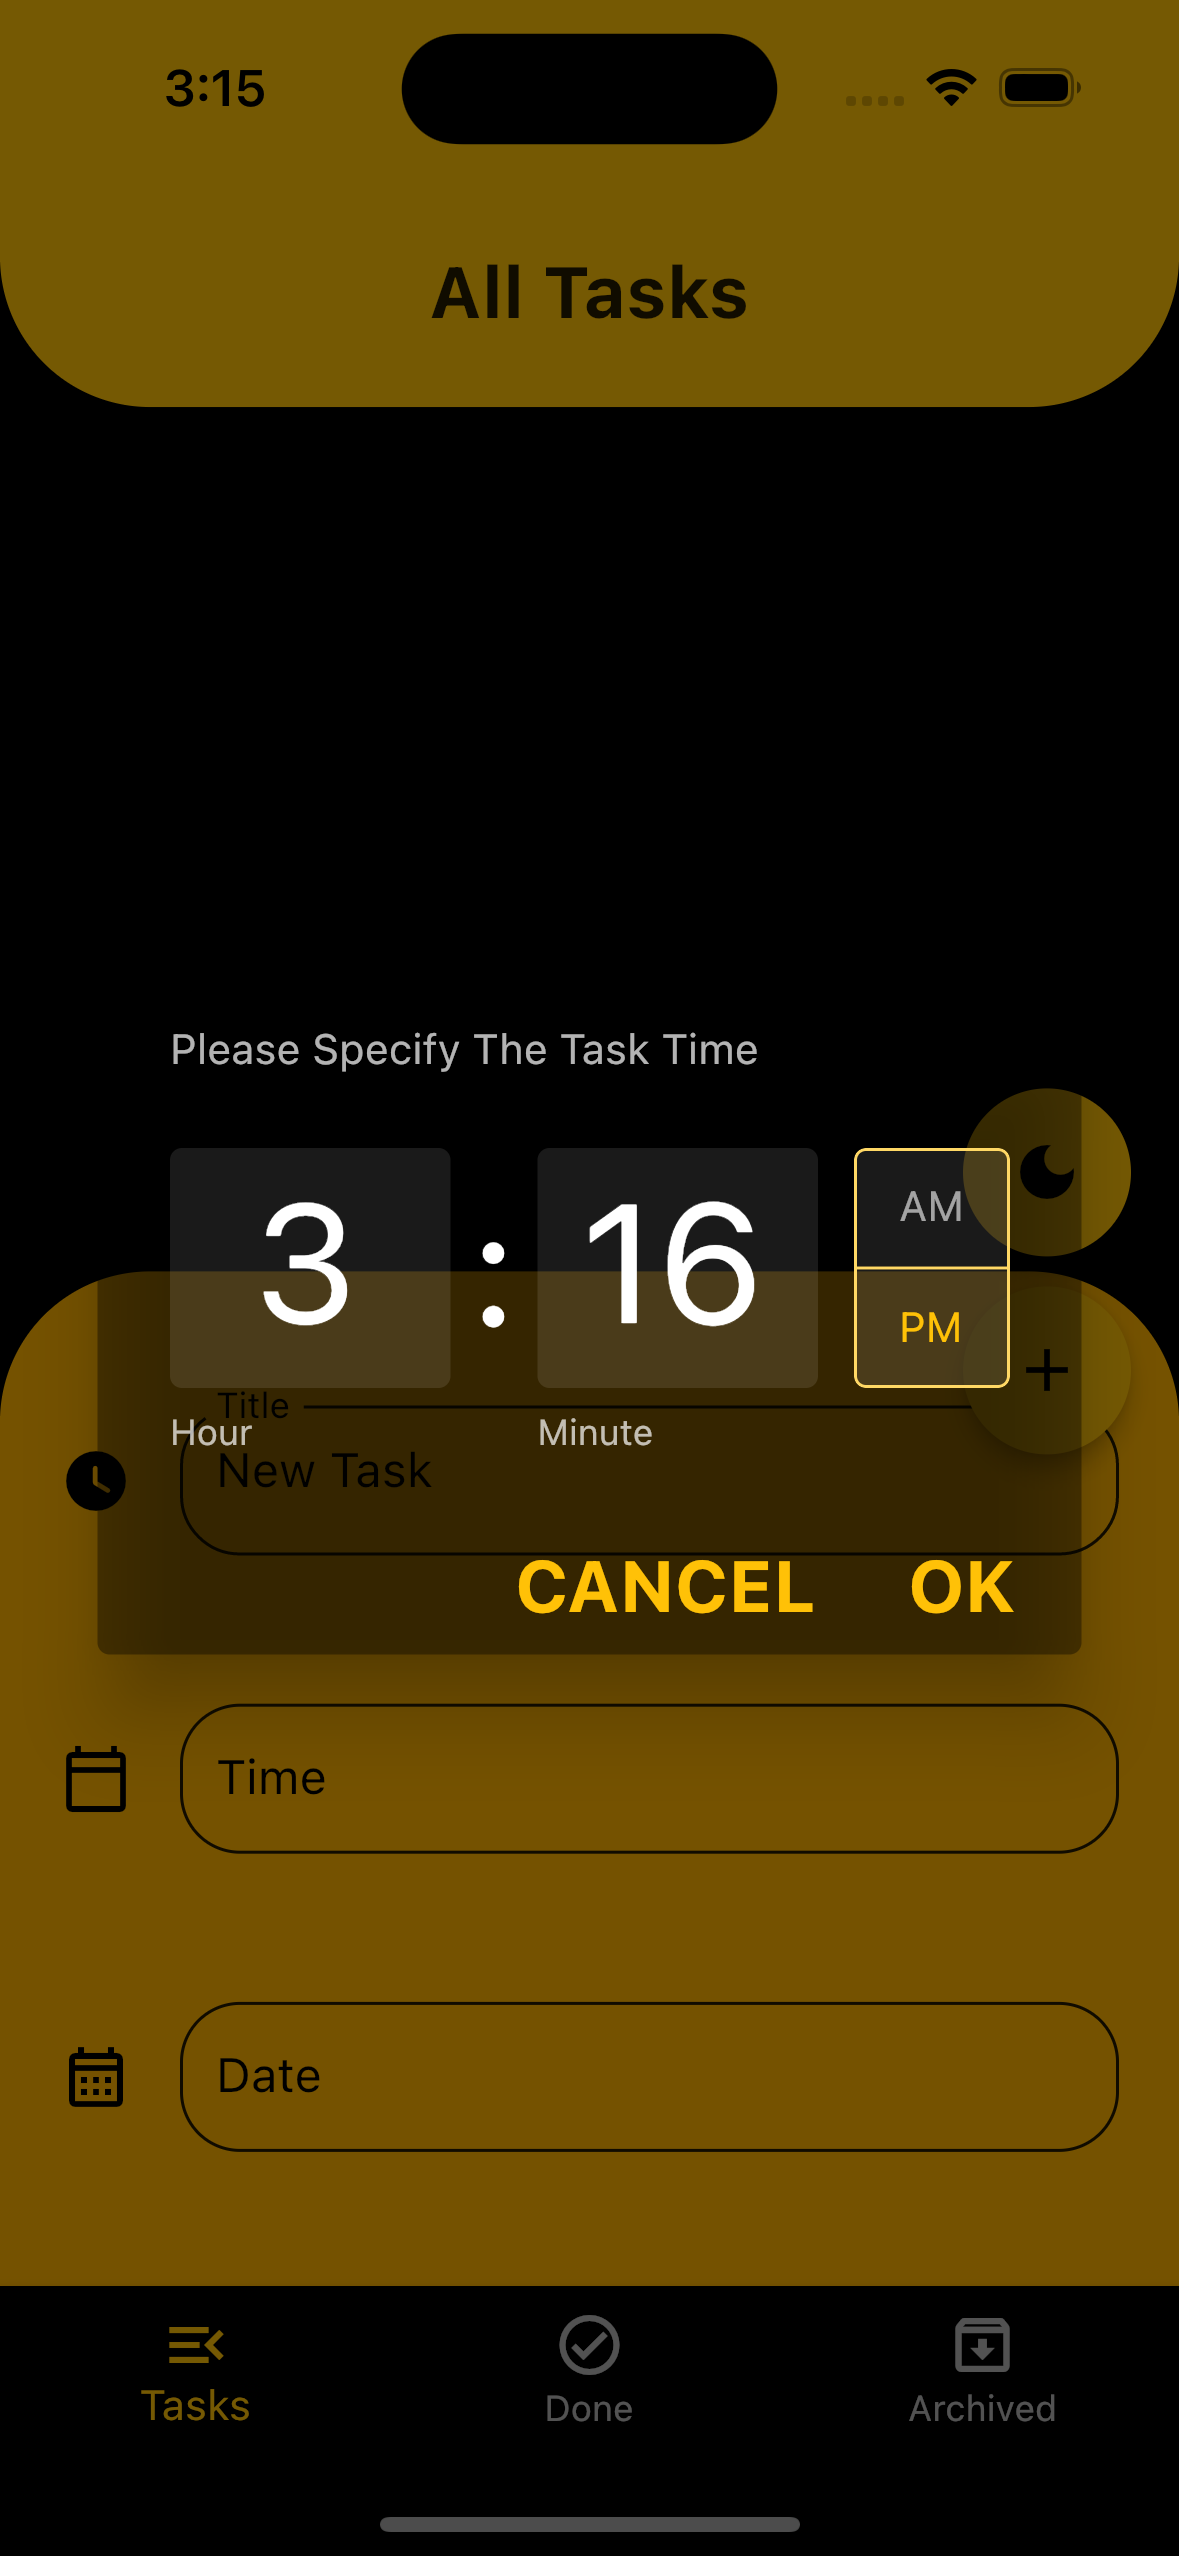 3:15
All Tasks
Please Specify The Task Time
3 : 16
AM
PM
Title
Hour
Minute
New Task
CANCEL OK
Time
Date
Tasks
Done
Archived